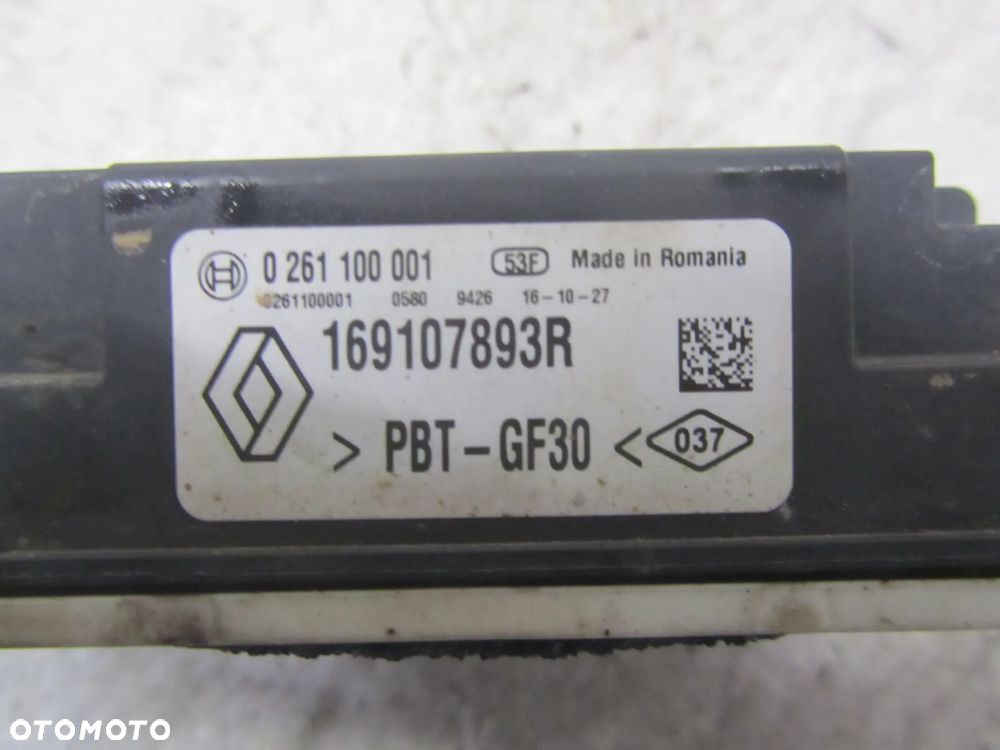 0 261 100 001 53F Made in Romania
0261100001 0580 9426 16-10-27
169107893R
> PBT-GF30 < 037
OTOMOTO